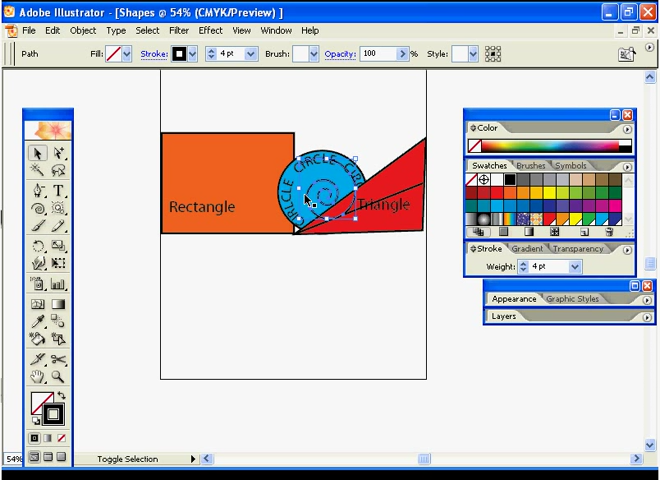 Adobe Illustrator - [Shapes @ 54% (CMYK/Preview) ]
File Edit Object Type Select Filter Effect View Window Help
Path Fill: Stroke: 4 pt Brush: Opacity: 100 % Style:
Color
Swatches Brushes Symbols
CIRCLE CIRCLE CIR
Rectangle
Triangle
Stroke Gradient Transparency
Weight: 4 pt
Appearance Graphic Styles
Layers
54% Toggle Selection